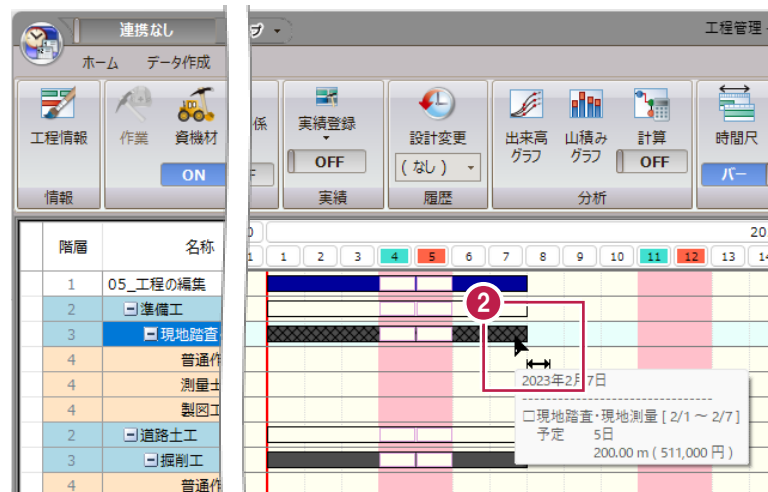 連携なし
プ
工程管理 -
ホーム データ作成
工程情報
作業
資機材
係
実績登録
設計変更
出来高
グラフ
山積み
グラフ
計算
時間尺
ON
OFF
(なし)
OFF
バー
情報
実績
履歴
分析
階層 名称
20
1 2 3 4 5 6 7 8 9 10 11 12 13 14
1 05_工程の編集
2 準備工
3 現地踏査・
4 普通作
4 測量士
4 製図工
2 道路土工
3 掘削工
4 普通作
2
2023年2月7日
--------------------------------
□現地踏査・現地測量 [ 2/1 ~ 2/7 ]
予定 5日
200.00 m ( 511,000 円 )